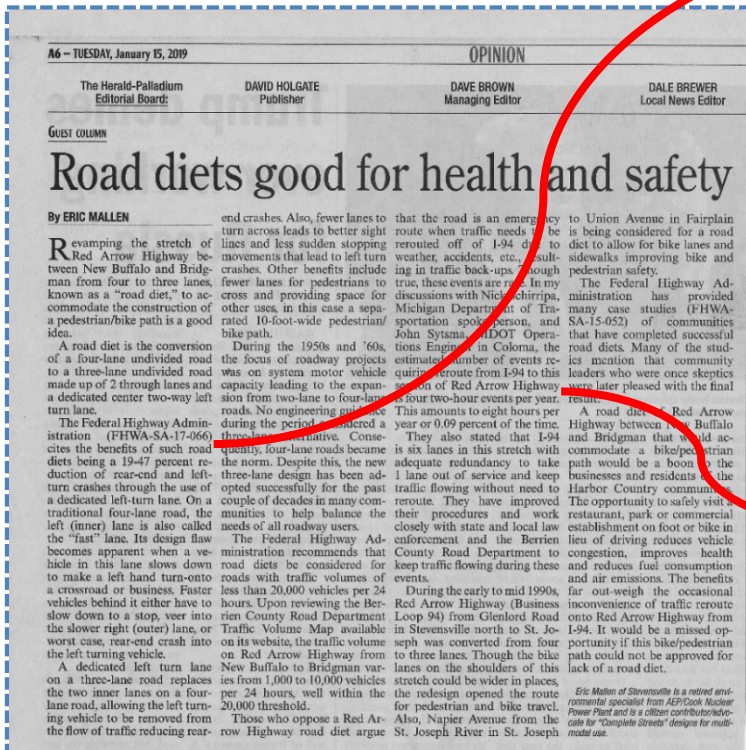 A6 – TUESDAY, January 15, 2019
OPINION
The Herald-Palladium
Editorial Board:
DAVID HOLGATE
Publisher
DAVE BROWN
Managing Editor
DALE BREWER
Local News Editor
GUEST COLUMN
Road diets good for health and safety
By ERIC MALLEN
Revamping the stretch of
Red Arrow Highway be-
tween New Buffalo and Bridg-
man from four to three lanes,
known as a “road diet,” to ac-
commodate the construction of
a pedestrian/bike path is a good
idea.
A road diet is the conversion
of a four-lane undivided road
to a three-lane undivided road
made up of 2 through lanes and
a dedicated center two-way left
turn lane.
The Federal Highway Admin-
istration (FHWA-SA-17-066)
cites the benefits of such road
diets being a 19-47 percent re-
duction of rear-end and left-
turn crashes through the use of
a dedicated left-turn lane. On a
traditional four-lane road, the
left (inner) lane is also called
the “fast” lane. Its design flaw
becomes apparent when a ve-
hicle in this lane slows down
to make a left hand turn-onto
a crossroad or business. Faster
vehicles behind it either have to
slow down to a stop, veer into
the slower right (outer) lane, or
worst case, rear-end crash into
the left turning vehicle.
A dedicated left turn lane
on a three-lane road replaces
the two inner lanes on a four-
lane road, allowing the left turn-
ing vehicle to be removed from
the flow of traffic reducing rear-
end crashes. Also, fewer lanes to
turn across leads to better sight
lines and less sudden stopping
movements that lead to left turn
crashes. Other benefits include
fewer lanes for pedestrians to
cross and providing space for
other uses, in this case a sepa-
rated 10-foot-wide pedestrian/
bike path.
During the 1950s and ’60s,
the focus of roadway projects
was on system motor vehicle
capacity leading to the expan-
sion from two-lane to four-lane
roads. No engineering guidance
during the period considered a
three-lane alternative. Conse-
quently, four-lane roads became
the norm. Despite this, the new
three-lane design has been ad-
opted successfully for the past
couple of decades in many com-
munities to help balance the
needs of all roadway users.
The Federal Highway Ad-
ministration recommends that
road diets be considered for
roads with traffic volumes of
less than 20,000 vehicles per 24
hours. Upon reviewing the Ber-
rien County Road Department
Traffic Volume Map available
on its website, the traffic volume
on Red Arrow Highway from
New Buffalo to Bridgman var-
ies from 1,000 to 10,000 vehicles
per 24 hours, well within the
20,000 threshold.
Those who oppose a Red Ar-
row Highway road diet argue
that the road is an emergency
route when traffic needs to be
rerouted off of I-94 due to
weather, accidents, etc., result-
ing in traffic back-ups. Though
true, these events are rare. In my
discussions with Nick Schirripa,
Michigan Department of Tra-
sportation spokesperson, and
John Sytsma, MDOT Opera-
tions Engineer in Coloma, the
estimated number of events re-
quiring reroute from I-94 to this
section of Red Arrow Highway
is four two-hour events per year.
This amounts to eight hours per
year or 0.09 percent of the time.
They also stated that I-94
is six lanes in this stretch with
adequate redundancy to take
1 lane out of service and keep
traffic flowing without need to
reroute. They have improved
their procedures and work
closely with state and local law
enforcement and the Berrien
County Road Department to
keep traffic flowing during these
events.
During the early to mid 1990s,
Red Arrow Highway (Business
Loop 94) from Glenlord Road
in Stevensville north to St. Jo-
seph was converted from four
to three lanes. Though the bike
lanes on the shoulders of this
stretch could be wider in places,
the redesign opened the route
for pedestrian and bike travel.
Also, Napier Avenue from the
St. Joseph River in St. Joseph
to Union Avenue in Fairplain
is being considered for a road
diet to allow for bike lanes and
sidewalks improving bike and
pedestrian safety.
The Federal Highway Ad-
ministration has provided
many case studies (FHWA-
SA-15-052) of communities
that have completed successful
road diets. Many of the stud-
ies mention that community
leaders who were once skeptics
were later pleased with the final
result.
A road diet of Red Arrow
Highway between New Buffalo
and Bridgman that would ac-
commodate a bike/pedestrian
path would be a boon to the
businesses and residents of the
Harbor Country communities.
The opportunity to safely visit a
restaurant, park or commercial
establishment on foot or bike in
lieu of driving reduces vehicle
congestion, improves health
and reduces fuel consumption
and air emissions. The benefits
far out-weigh the occasional
inconvenience of traffic reroute
onto Red Arrow Highway from
I-94. It would be a missed op-
portunity if this bike/pedestrian
path could not be approved for
lack of a road diet.
Eric Mallen of Stevensville is a retired envi-
ronmental specialist from AEP/Cook Nuclear
Power Plant and is a citizen contributor/advo-
cate for “Complete Streets” designs for multi-
modal use.